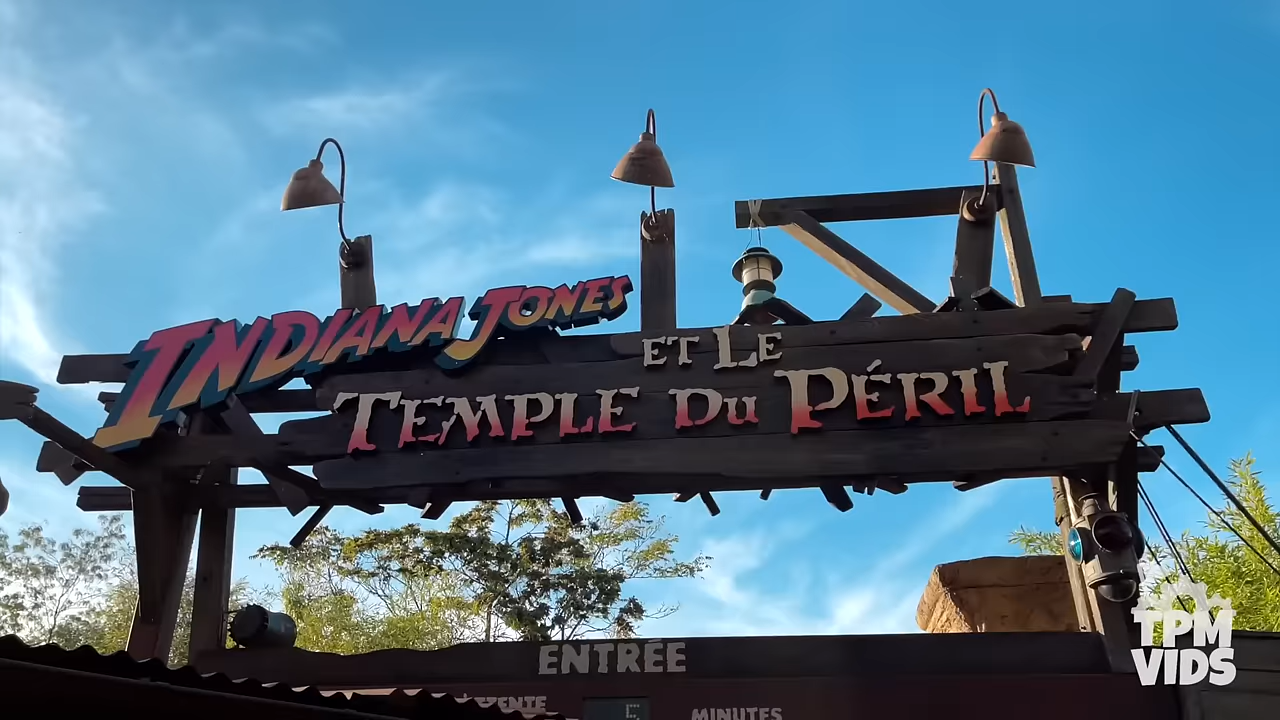 INDIANA JONES
ET LE
TEMPLE DU PÉRIL
ENTRÉE
MINUTES
TPM
VIDS